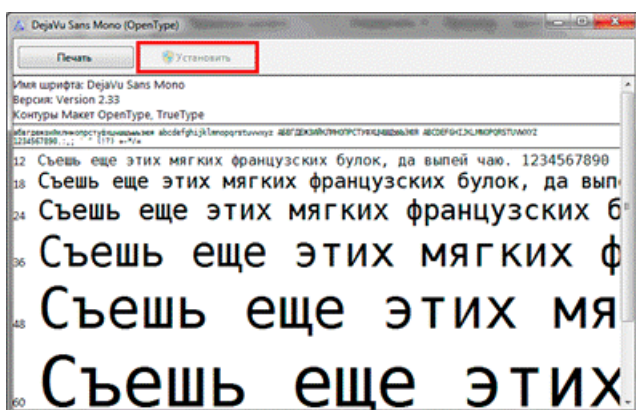 DejaVu Sans Mono (OpenType)
Печать
Установить
Имя шрифта: DejaVu Sans Mono
Версия: Version 2.33
Контуры Макет OpenType, TrueType
12 Съешь еще этих мягких французских булок, да выпей чаю. 1234567890
18 Съешь еще этих мягких французских булок, да вып
24 Съешь еще этих мягких французских б
36 Съешь еще этих мягких ф
48 Съешь еще этих мя
60 Съешь еще этих